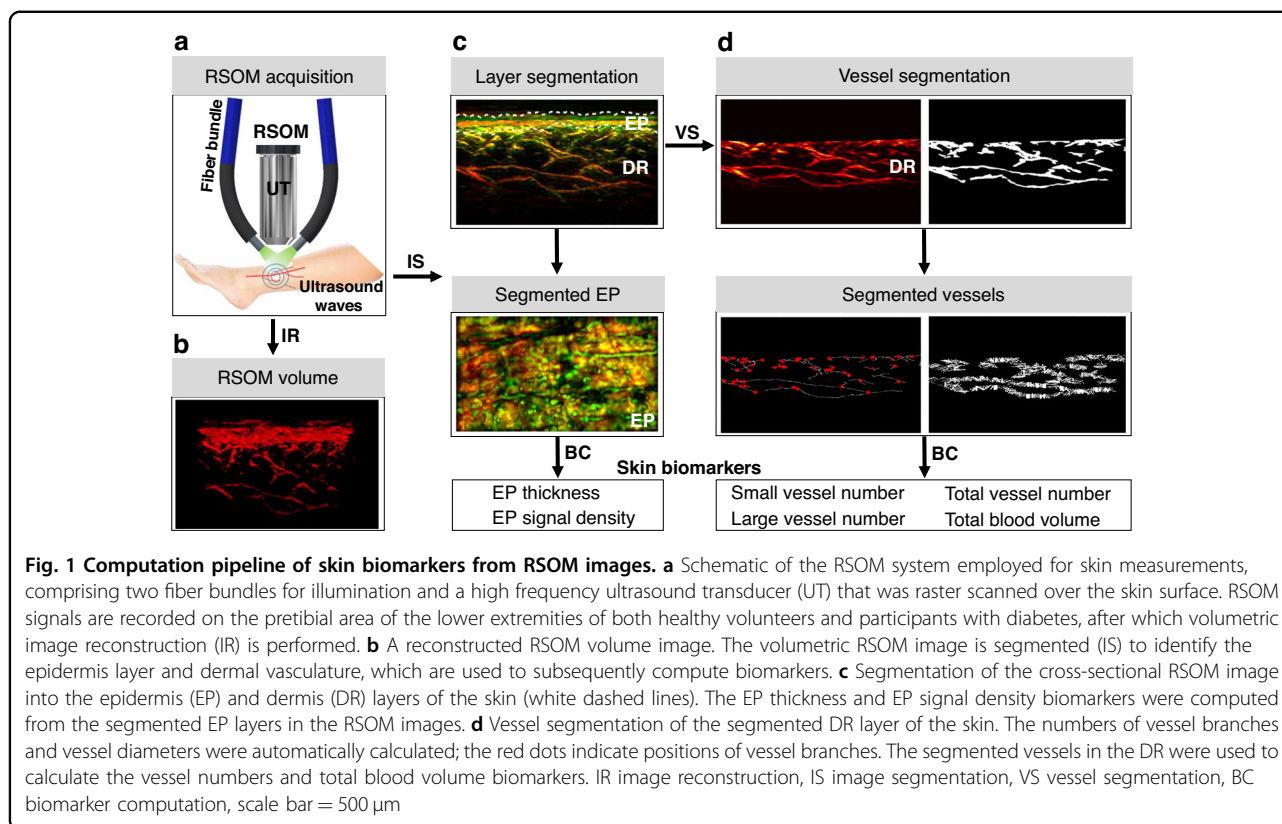 a
RSOM acquisition
Fiber bundle
RSOM
UT
Ultrasound
waves
IS
IR
b
RSOM volume
c
Layer segmentation
EP
DR
VS
Segmented EP
EP
BC
d
Vessel segmentation
DR
Segmented vessels
BC
Skin biomarkers
EP thickness
EP signal density
Small vessel number Total vessel number
Large vessel number Total blood volume
Fig. 1 Computation pipeline of skin biomarkers from RSOM images. a Schematic of the RSOM system employed for skin measurements,
comprising two fiber bundles for illumination and a high frequency ultrasound transducer (UT) that was raster scanned over the skin surface. RSOM
signals are recorded on the pretibial area of the lower extremities of both healthy volunteers and participants with diabetes, after which volumetric
image reconstruction (IR) is performed. b A reconstructed RSOM volume image. The volumetric RSOM image is segmented (IS) to identify the
epidermis layer and dermal vasculature, which are used to subsequently compute biomarkers. c Segmentation of the cross-sectional RSOM image
into the epidermis (EP) and dermis (DR) layers of the skin (white dashed lines). The EP thickness and EP signal density biomarkers were computed
from the segmented EP layers in the RSOM images. d Vessel segmentation of the segmented DR layer of the skin. The numbers of vessel branches
and vessel diameters were automatically calculated; the red dots indicate positions of vessel branches. The segmented vessels in the DR were used to
calculate the vessel numbers and total blood volume biomarkers. IR image reconstruction, IS image segmentation, VS vessel segmentation, BC
biomarker computation, scale bar = 500 μm